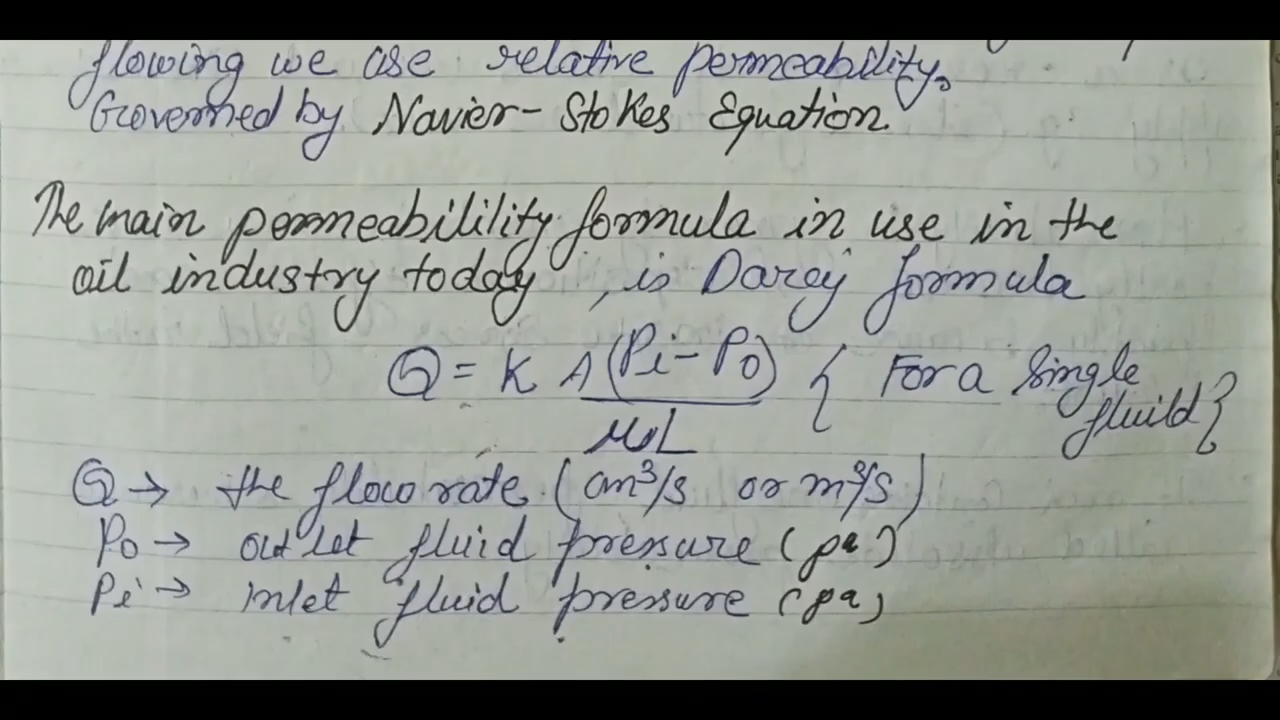 flowing we use relative permeability.
Governed by Navier-Stokes Equation.
The main permeabilility formula in use in the
oil industry today, is Darcy formula
Q = K A (Pi - Po) / μL { For a single
fluild }
Q → the flow rate (cm³/s or m³/s)
Po → outlet fluid pressure (pa)
Pi → inlet fluid pressure (pa)